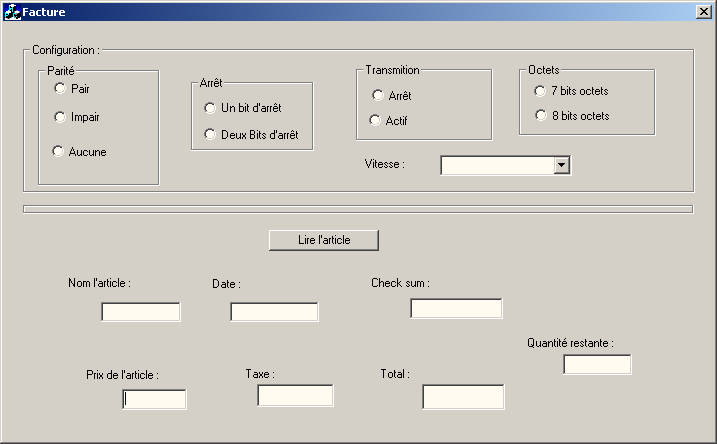 Facture
Configuration :
Parité
Pair
Impair
Aucune
Arrêt
Un bit d'arrêt
Deux Bits d'arrêt
Transmition
Arrêt
Actif
Octets
7 bits octets
8 bits octets
Vitesse :
Lire l'article
Nom l'article :
Date :
Check sum :
Quantité restante :
Prix de l'article :
Taxe :
Total :